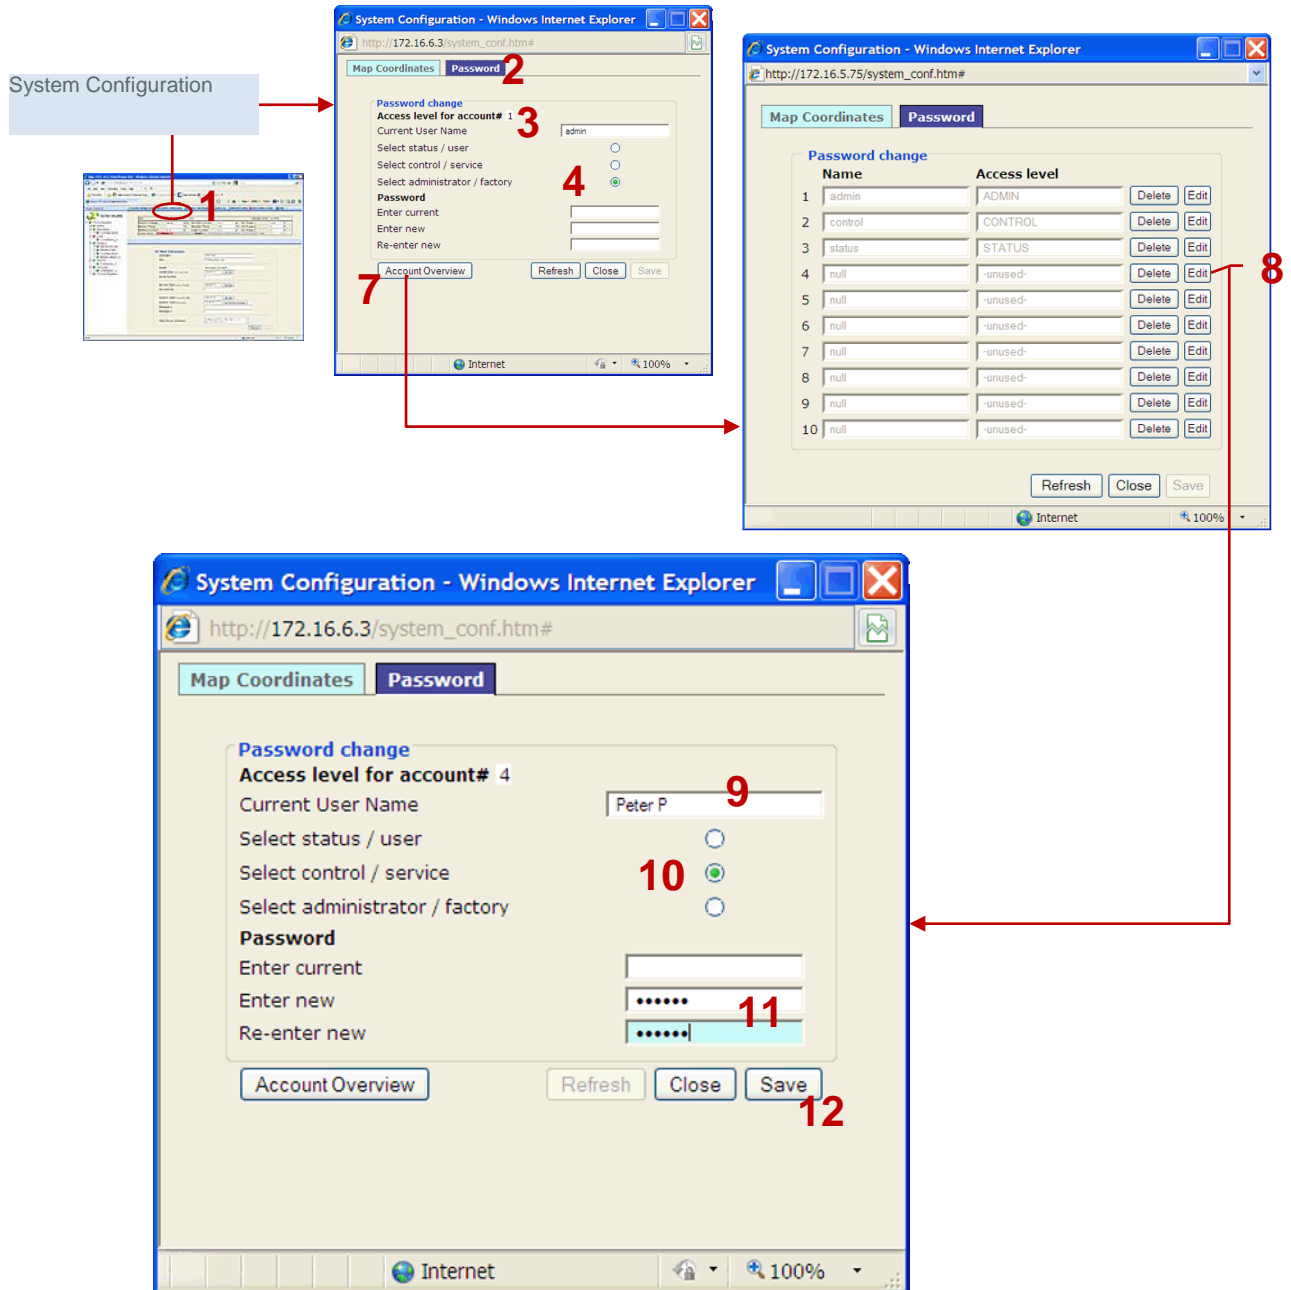 System Configuration
1
System Configuration - Windows Internet Explorer
http://172.16.6.3/system_conf.htm#
Map Coordinates Password 2
Password change
Access level for account# 1 3
Current User Name admin
Select status / user
Select control / service
Select administrator / factory 4
Password
Enter current
Enter new
Re-enter new
Account Overview Refresh Close Save
7
Internet 100%
System Configuration - Windows Internet Explorer
http://172.16.5.75/system_conf.htm#
Map Coordinates Password
Password change
Name Access level
1 admin ADMIN Delete Edit
2 control CONTROL Delete Edit
3 status STATUS Delete Edit
4 null -unused- Delete Edit 8
5 null -unused- Delete Edit
6 null -unused- Delete Edit
7 null -unused- Delete Edit
8 null -unused- Delete Edit
9 null -unused- Delete Edit
10 null -unused- Delete Edit
Refresh Close Save
Internet 100%
System Configuration - Windows Internet Explorer
http://172.16.6.3/system_conf.htm#
Map Coordinates Password
Password change
Access level for account# 4
Current User Name Peter P 9
Select status / user
Select control / service 10
Select administrator / factory
Password
Enter current
Enter new •••••• 11
Re-enter new ••••••
Account Overview Refresh Close Save
12
Internet 100%